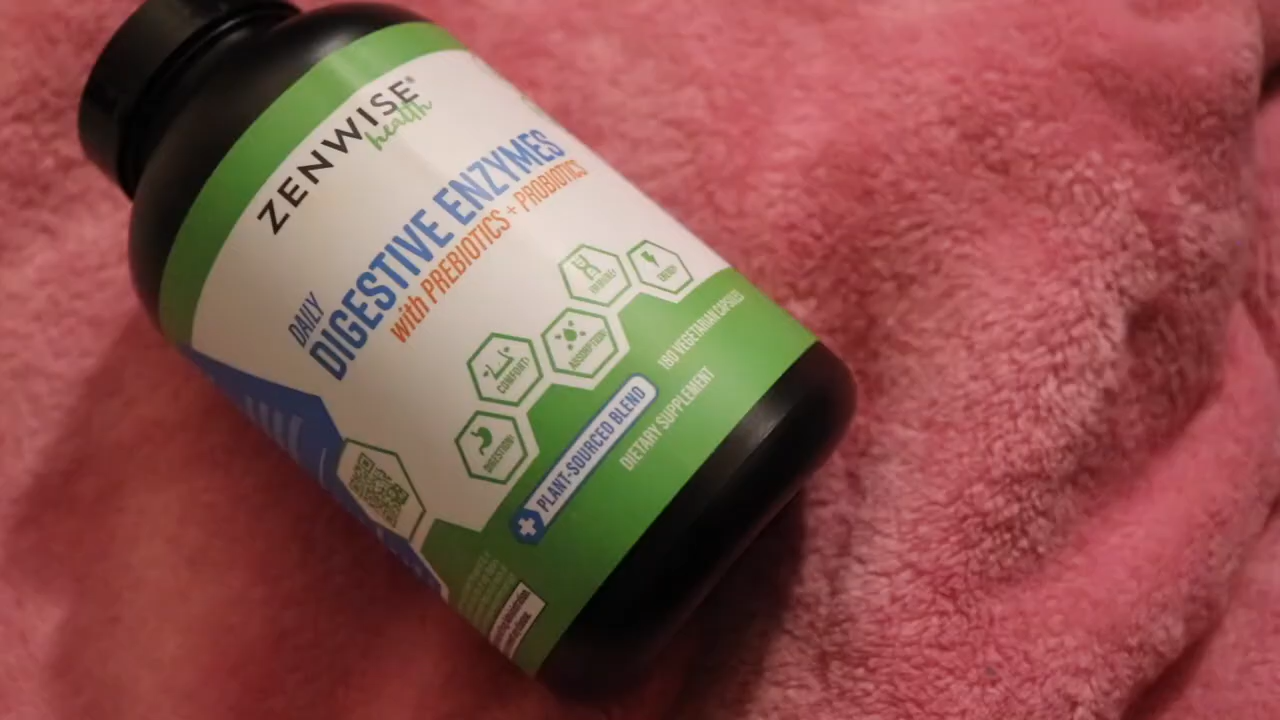 ZENWISE®
health
DAILY
DIGESTIVE ENZYMES
with PREBIOTICS + PROBIOTICS
ENERGY
ABSORPTION
COMFORT
DIGESTION
180 VEGETARIAN CAPSULES
PLANT-SOURCED BLEND
DIETARY SUPPLEMENT